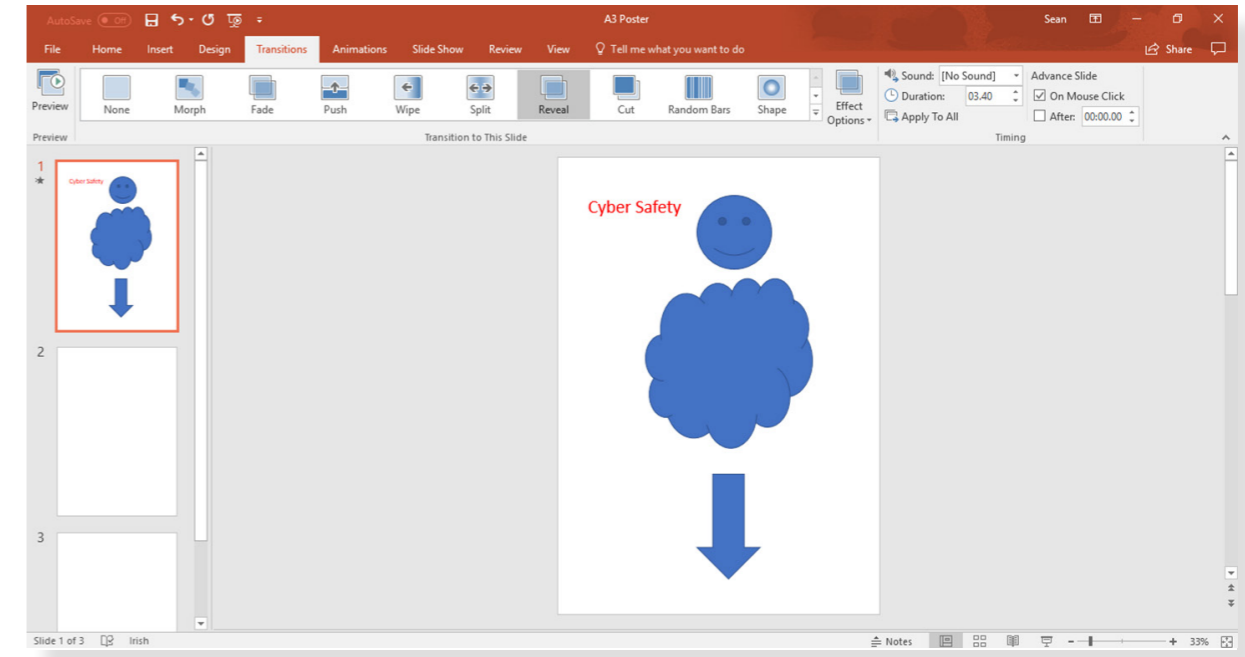 AutoSave Off A3 Poster Sean
File Home Insert Design Transitions Animations Slide Show Review View Tell me what you want to do Share
Preview None Morph Fade Push Wipe Split Reveal Cut Random Bars Shape Effect Options
Sound: [No Sound] Advance Slide
Duration: 03.40 On Mouse Click
Apply To All After: 00:00.00
Preview Transition to This Slide Timing
1
Cyber Safety
2
3
Cyber Safety
Slide 1 of 3 Irish Notes 33%